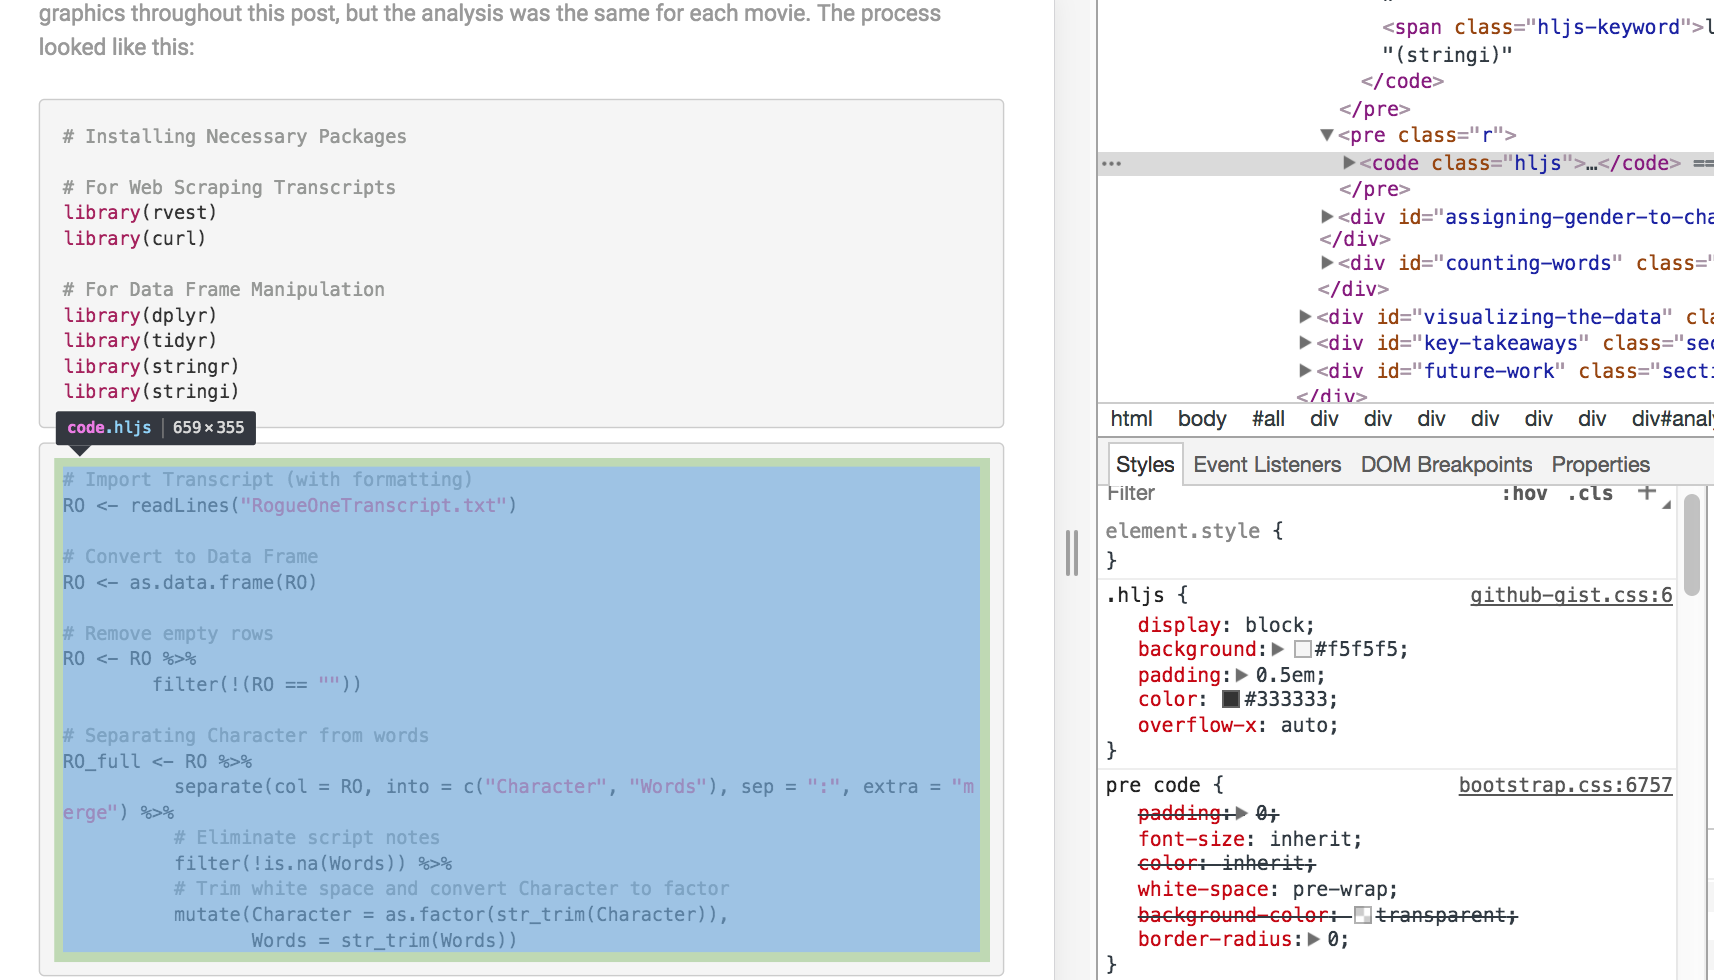 graphics throughout this post, but the analysis was the same for each movie. The process
looked like this:
# Installing Necessary Packages
# For Web Scraping Transcripts
library(rvest)
library(curl)
# For Data Frame Manipulation
library(dplyr)
library(tidyr)
library(stringr)
library(stringi)
code.hljs | 659×355
# Import Transcript (with formatting)
RO <- readLines("RogueOneTranscript.txt")
# Convert to Data Frame
RO <- as.data.frame(RO)
# Remove empty rows
RO <- RO %>%
filter(!(RO == ""))
# Separating Character from words
RO_full <- RO %>%
separate(col = RO, into = c("Character", "Words"), sep = ":", extra = "m
erge") %>%
# Eliminate script notes
filter(!is.na(Words)) %>%
# Trim white space and convert Character to factor
mutate(Character = as.factor(str_trim(Character)),
Words = str_trim(Words))
<span class="hljs-keyword">l
"(stringi)"
</code>
</pre>
▼<pre class="r">
… ▶<code class="hljs">…</code> ==
</pre>
▶<div id="assigning-gender-to-cha
</div>
▶<div id="counting-words" class="
</div>
▶<div id="visualizing-the-data" cla
▶<div id="key-takeaways" class="sec
▶<div id="future-work" class="secti
</div>
html body #all div div div div div div div#analy
Styles Event Listeners DOM Breakpoints Properties
Filter :hov .cls +
element.style {
}
.hljs { github-gist.css:6
display: block;
background:▶ #f5f5f5;
padding:▶ 0.5em;
color: #333333;
overflow-x: auto;
}
pre code { bootstrap.css:6757
padding:▶ 0;
font-size: inherit;
color: inherit;
white-space: pre-wrap;
background-color: transparent;
border-radius:▶ 0;
}